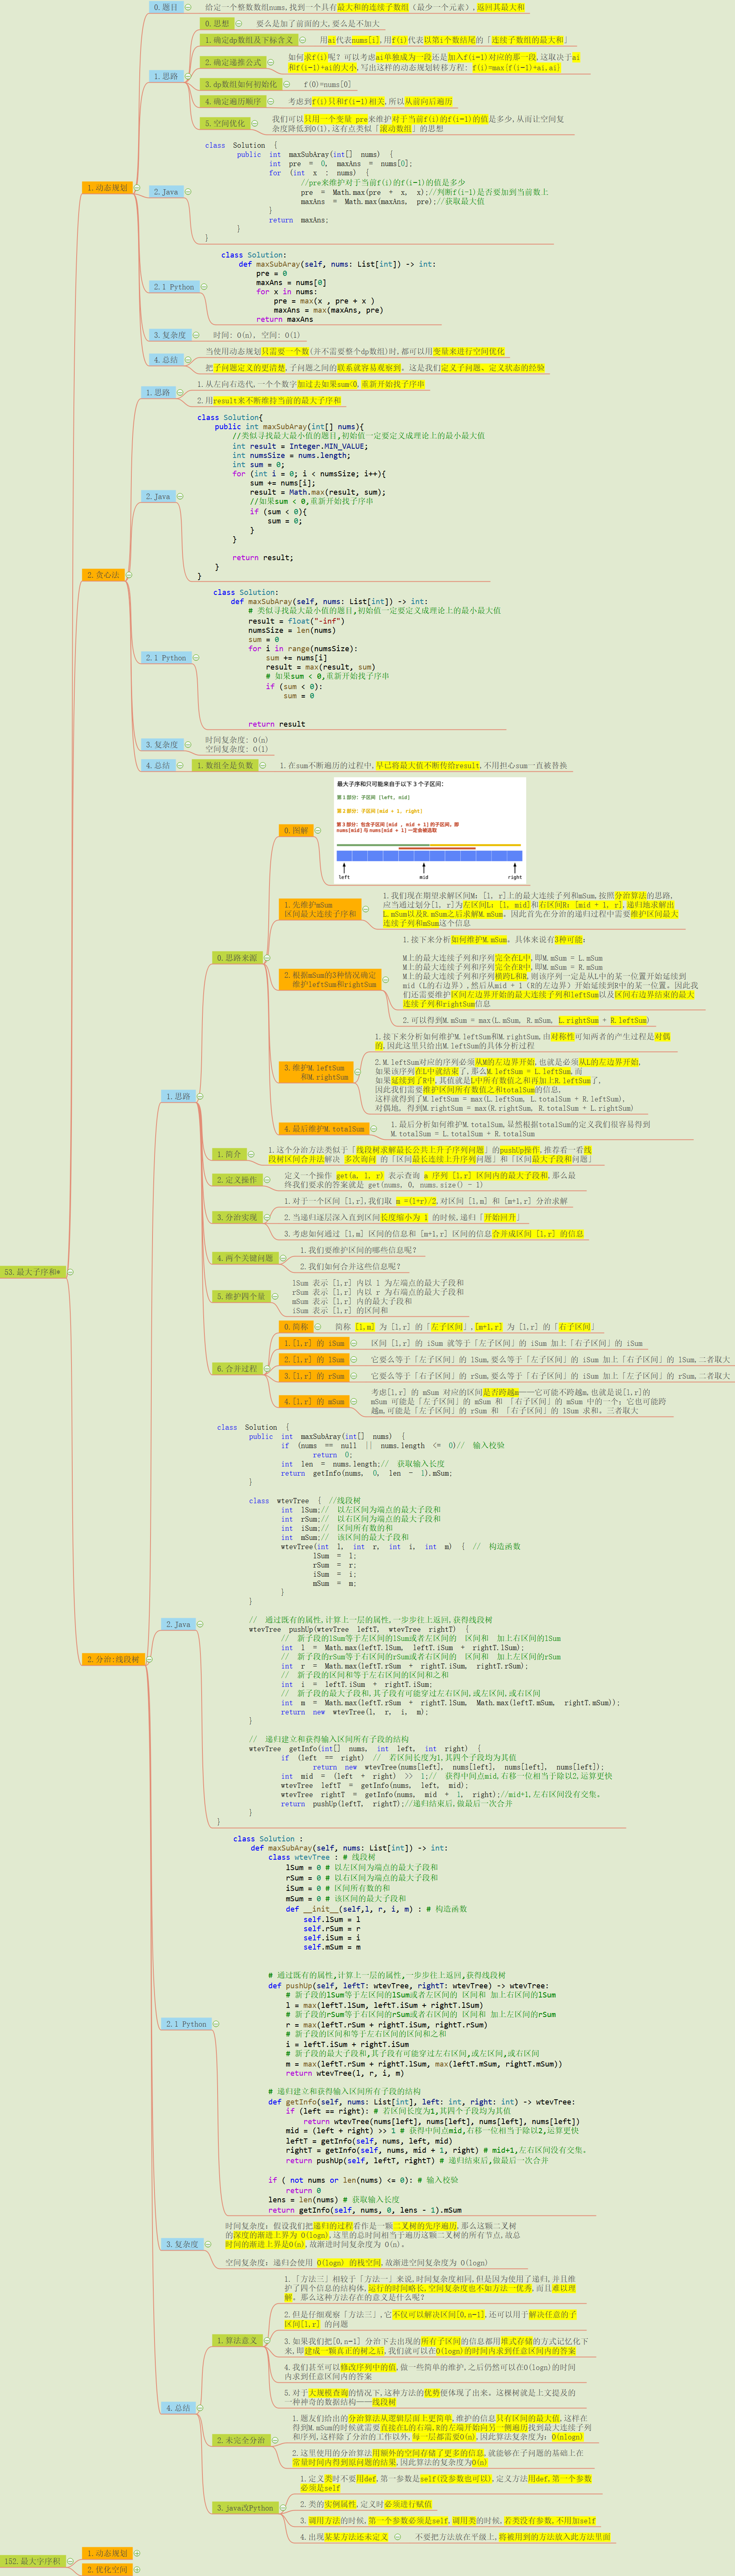 53.最大子序和*
1.动态规划
0.题目
给定一个整数数组nums,找到一个具有最大和的连续子数组（最少一个元素）,返回其最大和
1.思路
0.思想
要么是加了前面的大,要么是不加大
1.确定dp数组及下标含义
用ai代表nums[i],用f(i)代表以第i个数结尾的「连续子数组的最大和」
2.确定递推公式
如何求f(i)呢? 可以考虑ai单独成为一段还是加入f(i-1)对应的那一段,这取决于ai
和f(i-1)+ai的大小,写出这样的动态规划转移方程: f(i)=max{f(i-1)+ai,ai}
3.dp数组如何初始化
f(0)=nums[0]
4.确定遍历顺序
考虑到f(i)只和f(i-1)相关,所以从前向后遍历
5.空间优化
我们可以只用一个变量 pre来维护对于当前f(i)的f(i-1)的值是多少,从而让空间复
杂度降低到O(1),这有点类似「滚动数组」的思想
2.Java
class Solution {
public int maxSubArray(int[] nums) {
int pre = 0, maxAns = nums[0];
for (int x : nums) {
//pre来维护对于当前f(i)的f(i-1)的值是多少
pre = Math.max(pre + x, x);//判断f(i-1)是否要加到当前数上
maxAns = Math.max(maxAns, pre);//获取最大值
}
return maxAns;
}
}
2.1 Python
class Solution:
def maxSubArray(self, nums: List[int]) -> int:
pre = 0
maxAns = nums[0]
for x in nums:
pre = max(x , pre + x )
maxAns = max(maxAns, pre)
return maxAns
3.复杂度
时间: O(n), 空间: O(1)
4.总结
当使用动态规划只需要一个数(并不需要整个dp数组)时,都可以用变量来进行空间优化
把子问题定义的更清楚,子问题之间的联系就容易观察到。这是我们定义子问题、定义状态的经验
2.贪心法
1.思路
1.从左向右迭代,一个个数字加过去如果sum<0,重新开始找子序串
2.用result来不断维持当前的最大子序和
2.Java
class Solution{
public int maxSubArray(int[] nums){
//类似寻找最大最小值的题目,初始值一定要定义成理论上的最小最大值
int result = Integer.MIN_VALUE;
int numsSize = nums.length;
int sum = 0;
for (int i = 0; i < numsSize; i++){
sum += nums[i];
result = Math.max(result, sum);
//如果sum < 0,重新开始找子序串
if (sum < 0){
sum = 0;
}
}
return result;
}
}
2.1 Python
class Solution:
def maxSubArray(self, nums: List[int]) -> int:
# 类似寻找最大最小值的题目,初始值一定要定义成理论上的最小最大值
result = float("-inf")
numsSize = len(nums)
sum = 0
for i in range(numsSize):
sum += nums[i]
result = max(result, sum)
# 如果sum < 0,重新开始找子序串
if (sum < 0):
sum = 0
return result
3.复杂度
时间复杂度: O(n)
空间复杂度: O(1)
4.总结
1.数组全是负数
1.在sum不断遍历的过程中,早已将最大值不断传给result,不用担心sum一直被替换
2.分治:线段树
1.思路
0.思路来源
0.图解
最大子序和只可能来自于以下 3 个子区间:
第 1 部分：子区间 [left, mid]
第 2 部分：子区间 [mid + 1, right]
第 3 部分：包含子区间 [mid , mid + 1] 的子区间，即
nums[mid] 与 nums[mid + 1] 一定会被选取
left
mid
right
1.先维护mSum
区间最大连续子序和
1.我们现在期望求解区间M: [l, r]上的最大连续子列和mSum,按照分治算法的思路,
应当通过划分[l, r]为左区间L: [l, mid]和右区间R: [mid + 1, r],递归地求解出
L.mSum以及R.mSum之后求解M.mSum。因此首先在分治的递归过程中需要维护区间最大
连续子列和mSum这个信息
2.根据mSum的3种情况确定
维护leftSum和rightSum
1.接下来分析如何维护M.mSum。具体来说有3种可能:
M上的最大连续子列和序列完全在L中,即M.mSum = L.mSum
M上的最大连续子列和序列完全在R中,即M.mSum = R.mSum
M上的最大连续子列和序列横跨L和R,则该序列一定是从L中的某一位置开始延续到
mid（L的右边界）,然后从mid + 1（R的左边界）开始延续到R中的某一位置。因此我
们还需要维护区间左边界开始的最大连续子列和leftSum以及区间右边界结束的最大
连续子列和rightSum信息
2.可以得到M.mSum = max(L.mSum, R.mSum, L.rightSum + R.leftSum)
3.维护M.leftSum
和M.rightSum
1.接下来分析如何维护M.leftSum和M.rightSum,由对称性可知两者的产生过程是对偶
的,因此这里只给出M.leftSum的具体分析过程
2.M.leftSum对应的序列必须从M的左边界开始,也就是必须从L的左边界开始,
如果该序列在L中就结束了,那么M.leftSum = L.leftSum,而
如果延续到了R中,其值就是L中所有数值之和再加上R.leftSum了,
因此我们需要维护区间所有数值之和totalSum的信息,
这样就得到了M.leftSum = max(L.leftSum, L.totalSum + R.leftSum),
对偶地, 得到M.rightSum = max(R.rightSum, R.totalSum + L.rightSum)
4.最后维护M.totalSum
1.最后分析如何维护M.totalSum,显然根据totalSum的定义我们很容易得到
M.totalSum = L.totalSum + R.totalSum
1.简介
1.这个分治方法类似于「线段树求解最长公共上升子序列问题」的pushUp操作,推荐看一看线
段树区间合并法解决 多次询问 的「区间最长连续上升序列问题」和「区间最大子段和问题」
2.定义操作
定义一个操作 get(a, l, r) 表示查询 a 序列 [l,r] 区间内的最大子段和,那么最
终我们要求的答案就是 get(nums, 0, nums.size() - 1)
3.分治实现
1.对于一个区间 [l,r],我们取 m =(l+r)/2,对区间 [l,m] 和 [m+1,r] 分治求解
2.当递归逐层深入直到区间长度缩小为 1 的时候,递归「开始回升」
3.考虑如何通过 [l,m] 区间的信息和 [m+1,r] 区间的信息合并成区间 [l,r] 的信息
4.两个关键问题
1.我们要维护区间的哪些信息呢？
2.我们如何合并这些信息呢？
5.维护四个量
lSum 表示 [l,r] 内以 l 为左端点的最大子段和
rSum 表示 [l,r] 内以 r 为右端点的最大子段和
mSum 表示 [l,r] 内的最大子段和
iSum 表示 [l,r] 的区间和
6.合并过程
0.简称
简称 [l,m] 为 [l,r] 的「左子区间」,[m+1,r] 为 [l,r] 的「右子区间」
1.[l,r] 的 iSum
区间 [l,r] 的 iSum 就等于「左子区间」的 iSum 加上「右子区间」的 iSum
2.[l,r] 的 lSum
它要么等于「左子区间」的 lSum,要么等于「左子区间」的 iSum 加上「右子区间」的 lSum,二者取大
3.[l,r] 的 rSum
它要么等于「右子区间」的 rSum,要么等于「右子区间」的 iSum 加上「左子区间」的 rSum,二者取大
4.[l,r] 的 mSum
考虑[l,r] 的 mSum 对应的区间是否跨越m——它可能不跨越m,也就是说[l,r]的
mSum 可能是「左子区间」的 mSum 和 「右子区间」的 mSum 中的一个; 它也可能跨
越m,可能是「左子区间」的 rSum 和 「右子区间」的 lSum 求和。三者取大
2.Java
class Solution {
public int maxSubArray(int[] nums) {
if (nums == null || nums.length <= 0)// 输入校验
return 0;
int len = nums.length;// 获取输入长度
return getInfo(nums, 0, len - 1).mSum;
}
class wtevTree { //线段树
int lSum;// 以左区间为端点的最大子段和
int rSum;// 以右区间为端点的最大子段和
int iSum;// 区间所有数的和
int mSum;// 该区间的最大子段和
wtevTree(int l, int r, int i, int m) { // 构造函数
lSum = l;
rSum = r;
iSum = i;
mSum = m;
}
}
// 通过既有的属性,计算上一层的属性,一步步往上返回,获得线段树
wtevTree pushUp(wtevTree leftT, wtevTree rightT) {
// 新子段的lSum等于左区间的lSum或者左区间的 区间和 加上右区间的lSum
int l = Math.max(leftT.lSum, leftT.iSum + rightT.lSum);
// 新子段的rSum等于右区间的rSum或者右区间的 区间和 加上左区间的rSum
int r = Math.max(leftT.rSum + rightT.iSum, rightT.rSum);
// 新子段的区间和等于左右区间的区间和之和
int i = leftT.iSum + rightT.iSum;
// 新子段的最大子段和,其子段有可能穿过左右区间,或左区间,或右区间
int m = Math.max(leftT.rSum + rightT.lSum, Math.max(leftT.mSum, rightT.mSum));
return new wtevTree(l, r, i, m);
}
// 递归建立和获得输入区间所有子段的结构
wtevTree getInfo(int[] nums, int left, int right) {
if (left == right) // 若区间长度为1,其四个子段均为其值
return new wtevTree(nums[left], nums[left], nums[left], nums[left]);
int mid = (left + right) >> 1;// 获得中间点mid,右移一位相当于除以2,运算更快
wtevTree leftT = getInfo(nums, left, mid);
wtevTree rightT = getInfo(nums, mid + 1, right);//mid+1,左右区间没有交集。
return pushUp(leftT, rightT);//递归结束后,做最后一次合并
}
}
2.1 Python
class Solution :
def maxSubArray(self, nums: List[int]) -> int:
class wtevTree : # 线段树
lSum = 0 # 以左区间为端点的最大子段和
rSum = 0 # 以右区间为端点的最大子段和
iSum = 0 # 区间所有数的和
mSum = 0 # 该区间的最大子段和
def __init__(self,l, r, i, m) : # 构造函数
self.lSum = l
self.rSum = r
self.iSum = i
self.mSum = m
# 通过既有的属性,计算上一层的属性,一步步往上返回,获得线段树
def pushUp(self, leftT: wtevTree, rightT: wtevTree) -> wtevTree:
# 新子段的lSum等于左区间的lSum或者左区间的 区间和 加上右区间的lSum
l = max(leftT.lSum, leftT.iSum + rightT.lSum)
# 新子段的rSum等于右区间的rSum或者右区间的 区间和 加上左区间的rSum
r = max(leftT.rSum + rightT.iSum, rightT.rSum)
# 新子段的区间和等于左右区间的区间和之和
i = leftT.iSum + rightT.iSum
# 新子段的最大子段和,其子段有可能穿过左右区间,或左区间,或右区间
m = max(leftT.rSum + rightT.lSum, max(leftT.mSum, rightT.mSum))
return wtevTree(l, r, i, m)
# 递归建立和获得输入区间所有子段的结构
def getInfo(self, nums: List[int], left: int, right: int) -> wtevTree:
if (left == right): # 若区间长度为1,其四个子段均为其值
return wtevTree(nums[left], nums[left], nums[left], nums[left])
mid = (left + right) >> 1 # 获得中间点mid,右移一位相当于除以2,运算更快
leftT = getInfo(self, nums, left, mid)
rightT = getInfo(self, nums, mid + 1, right) # mid+1,左右区间没有交集。
return pushUp(self, leftT, rightT) # 递归结束后,做最后一次合并
if ( not nums or len(nums) <= 0): # 输入校验
return 0
lens = len(nums) # 获取输入长度
return getInfo(self, nums, 0, lens - 1).mSum
3.复杂度
时间复杂度: 假设我们把递归的过程看作是一颗二叉树的先序遍历,那么这颗二叉树
的深度的渐进上界为 O(logn),这里的总时间相当于遍历这颗二叉树的所有节点,故总
时间的渐进上界是O(n),故渐进时间复杂度为 O(n)。
空间复杂度: 递归会使用 O(logn) 的栈空间,故渐进空间复杂度为 O(logn)
4.总结
1.算法意义
1.「方法三」相较于「方法一」来说,时间复杂度相同,但是因为使用了递归,并且维
护了四个信息的结构体,运行的时间略长,空间复杂度也不如方法一优秀,而且难以理
解。那么这种方法存在的意义是什么呢？
2.但是仔细观察「方法三」,它不仅可以解决区间[0,n-1],还可以用于解决任意的子
区间[l,r] 的问题
3.如果我们把[0,n-1] 分治下去出现的所有子区间的信息都用堆式存储的方式记忆化下
来,即建成一颗真正的树之后,我们就可以在O(logn)的时间内求到任意区间内的答案
4.我们甚至可以修改序列中的值,做一些简单的维护,之后仍然可以在O(logn)的时间
内求到任意区间内的答案
5.对于大规模查询的情况下,这种方法的优势便体现了出来。这棵树就是上文提及的
一种神奇的数据结构——线段树
2.未完全分治
1.题友们给出的分治算法从逻辑层面上更简单,维护的信息只有区间的最大值,这样在
得到M.mSum的时候就需要直接在L的右端,R的左端开始向另一侧遍历找到最大连续子列
和序列,这样除了分治的工作以外,每一层都需要O(n),因此算法复杂度为: O(nlogn)
2.这里使用的分治算法用额外的空间存储了更多的信息,就能够在子问题的基础上在
常量时间内得到原问题的结果,因此算法的复杂度为O(n)
3.java改Python
1.定义类时不要用def,第一参数是self(没参数也可以),定义方法用def,第一个参数
必须是self
2.类的实例属性,定义时必须进行赋值
3.调用方法的时候,第一个参数必须是self,调用类的时候,若类没有参数,不用加self
4.出现某某方法还未定义
不要把方法放在平级上,将被用到的方法放入此方法里面
152.最大字序积
1.动态规划
2.优化空间